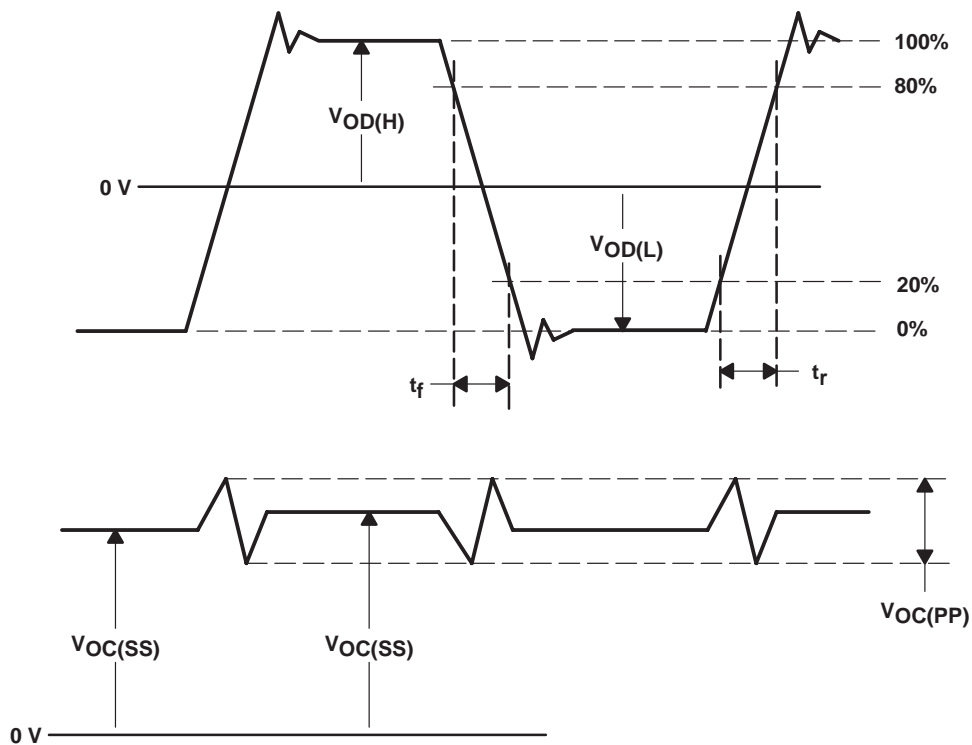 100%
80%
VOD(H)
0 V
VOD(L)
20%
0%
tf
tr
VOC(PP)
VOC(SS)
VOC(SS)
0 V